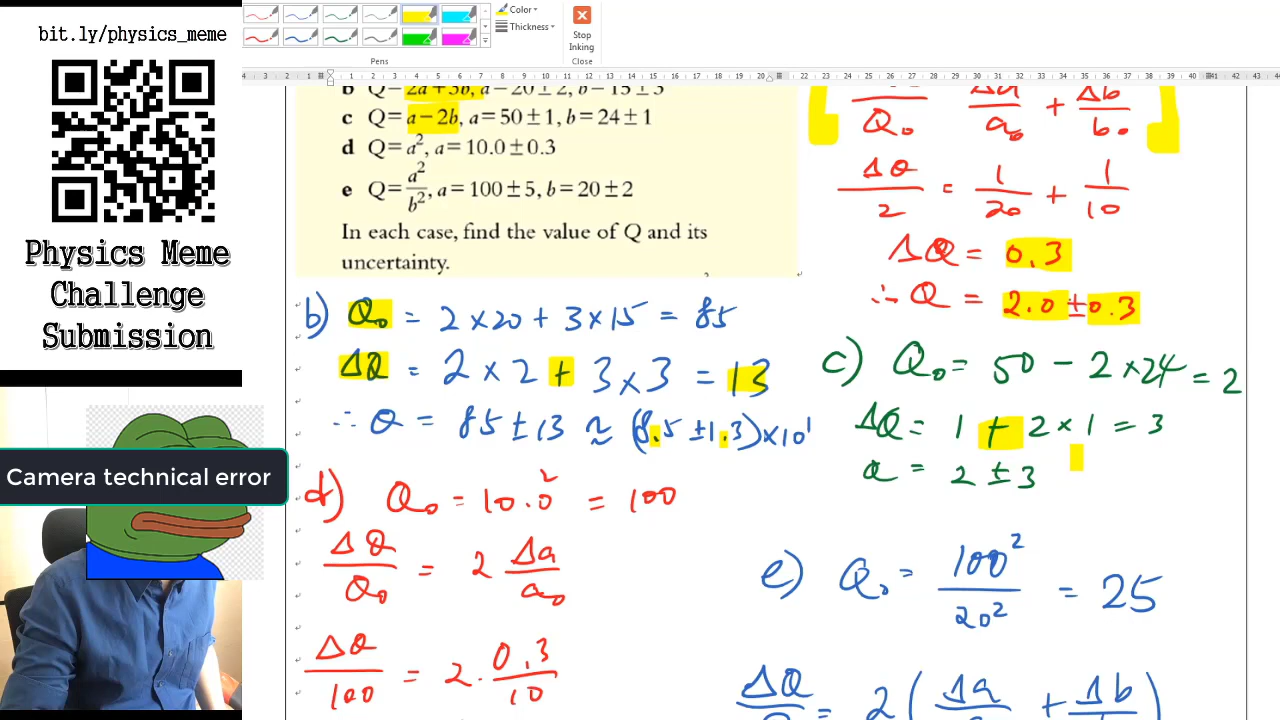 bit.ly/physics_meme
Physics Meme
Challenge
Submission
Camera technical error
Color
Thickness
Stop
Inking
Pens
Close
b Q=2a+3b, a=20±2, b=15±3
c Q=a−2b, a=50±1, b=24±1
d Q=a², a=10.0±0.3
e Q=a²/b², a=100±5, b=20±2
In each case, find the value of Q and its
uncertainty.
b) Q₀ = 2×20+3×15 = 85
ΔQ = 2×2+3×3 = 13
∴ Q = 85±13 ≈ (8.5±1.3)×10¹
d) Q₀ = 10.0² = 100
ΔQ/Q₀ = 2 Δa/a₀
ΔQ/100 = 2·0.3/10
Q₀ a₀ + Δb/b₀
ΔQ/2 = 1/20 + 1/10
ΔQ = 0.3
∴ Q = 2.0±0.3
c) Q₀ = 50 − 2×24 = 2
ΔQ = 1 + 2×1 = 3
Q = 2±3
e) Q₀ = 100²/20² = 25
ΔQ = 2(Δa + Δb)